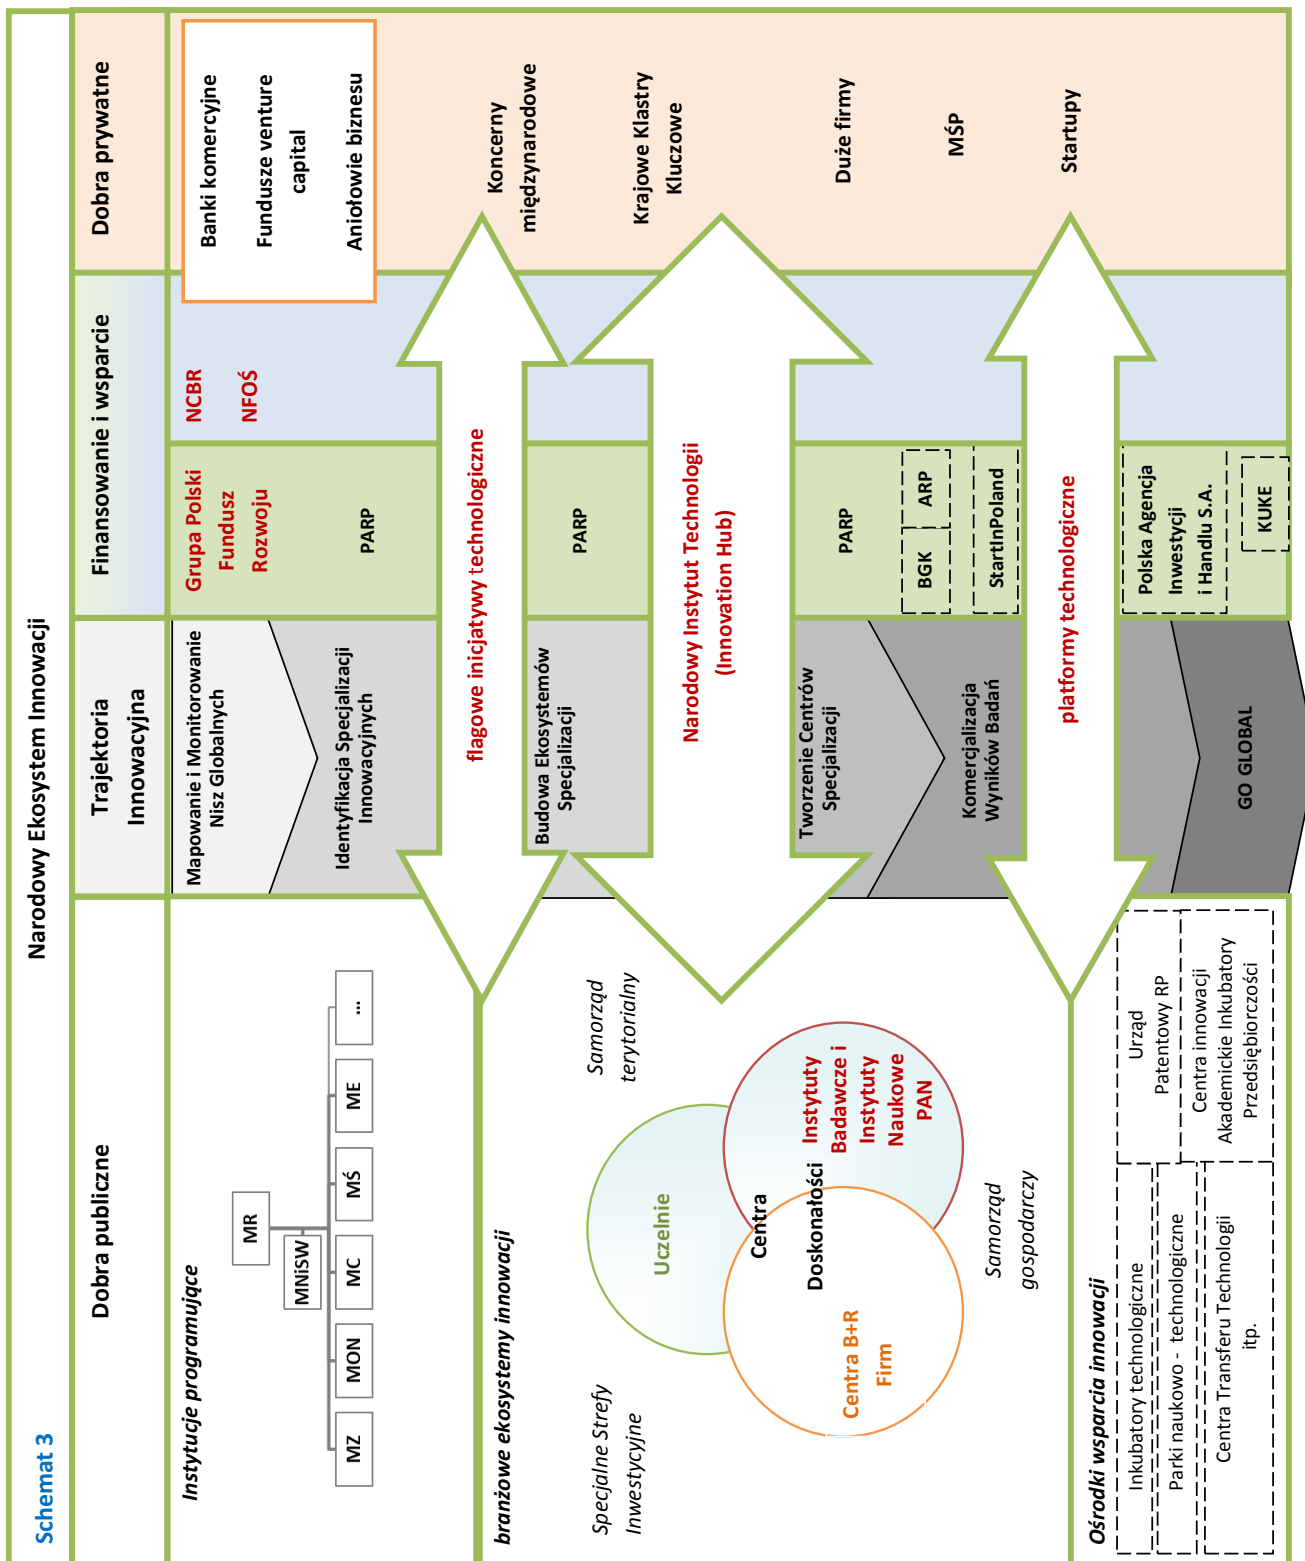 Schemat 3
Narodowy Ekosystem Innowacji
Dobra publiczne
Trajektoria
Innowacyjna
Finansowanie i wsparcie
Dobra prywatne
Instytucje programujące
MR
MNiSW
MZ
MON
MC
MŚ
ME
...
branżowe ekosystemy innowacji
Specjalne Strefy
Inwestycyjne
Samorząd
terytorialny
Uczelnie
Centra
Doskonałości
Centra B+R
Firm
Instytuty
Badawcze i
Instytuty
Naukowe
PAN
Samorząd
gospodarczy
Ośrodki wsparcia innowacji
Inkubatory technologiczne
Parki naukowo - technologiczne
Centra Transferu Technologii
itp.
Urząd
Patentowy RP
Centra innowacji
Akademickie Inkubatory
Przedsiębiorczości
Mapowanie i Monitorowanie
Nisz Globalnych
Identyfikacja Specjalizacji
Innowacyjnych
Budowa Ekosystemów
Specjalizacji
Tworzenie Centrów
Specjalizacji
Komercjalizacja
Wyników Badań
GO GLOBAL
flagowe inicjatywy technologiczne
Narodowy Instytut Technologii
(Innovation Hub)
platformy technologiczne
Grupa Polski
Fundusz
Rozwoju
PARP
PARP
PARP
BGK
ARP
StartInPoland
Polska Agencja
Inwestycji
i Handlu S.A.
KUKE
NCBR
NFOŚ
Banki komercyjne
Fundusze venture
capital
Aniołowie biznesu
Koncerny
międzynarodowe
Krajowe Klastry
Kluczowe
Duże firmy
MŚP
Startupy